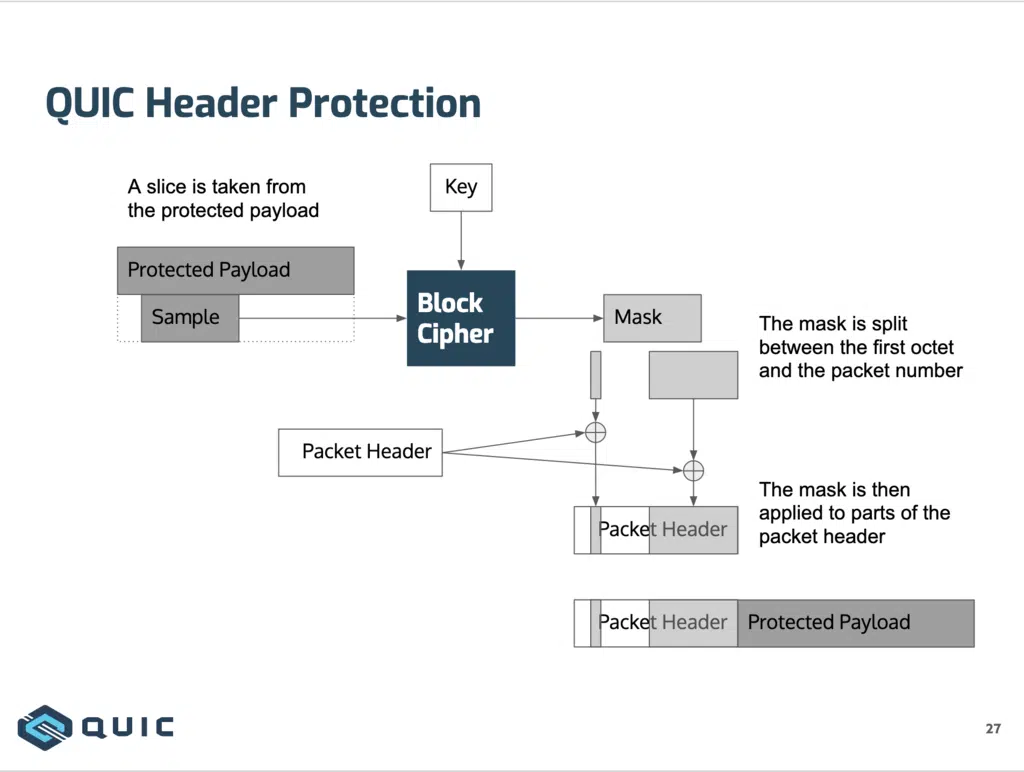 QUIC Header Protection
A slice is taken from
the protected payload
Key
Protected Payload
Sample
Block
Cipher
Mask
The mask is split
between the first octet
and the packet number
Packet Header
The mask is then
applied to parts of the
packet header
Packet Header
Packet Header
Protected Payload
QUIC
27